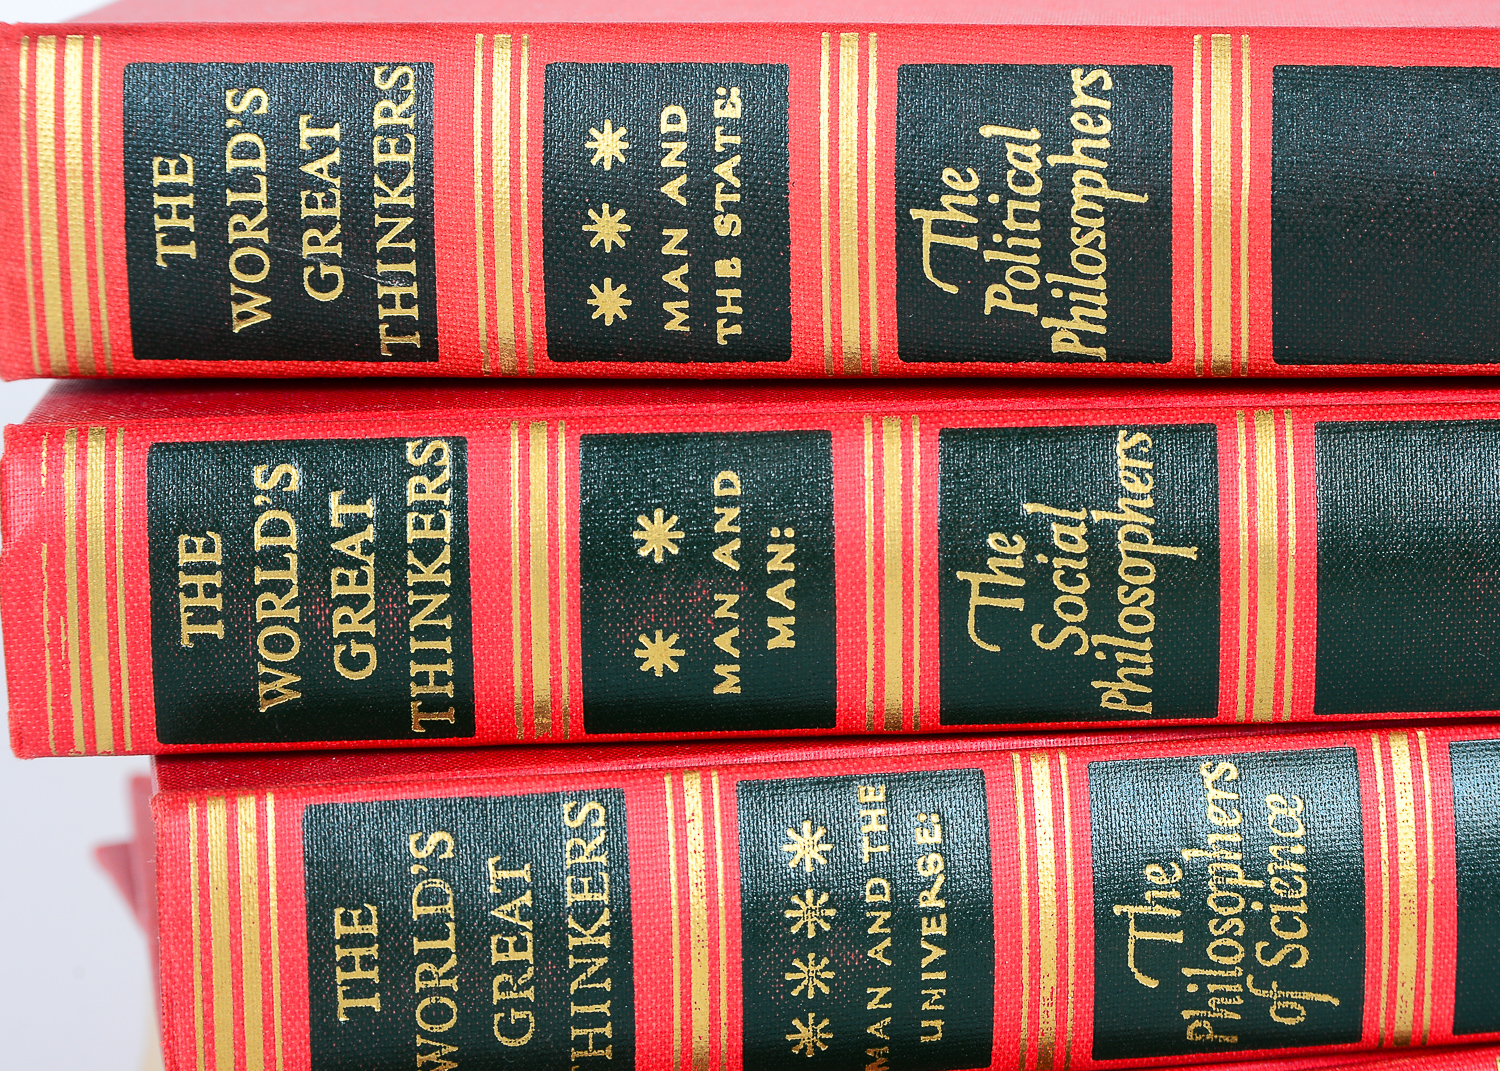 THE
WORLD'S
GREAT
THINKERS
MAN AND
THE STATE:
The
Political
Philosophers
THE
WORLD'S
GREAT
THINKERS
MAN AND
MAN:
The
Social
Philosophers
THE
WORLD'S
GREAT
THINKERS
MAN AND THE
UNIVERSE:
The
Philosophers
of Science